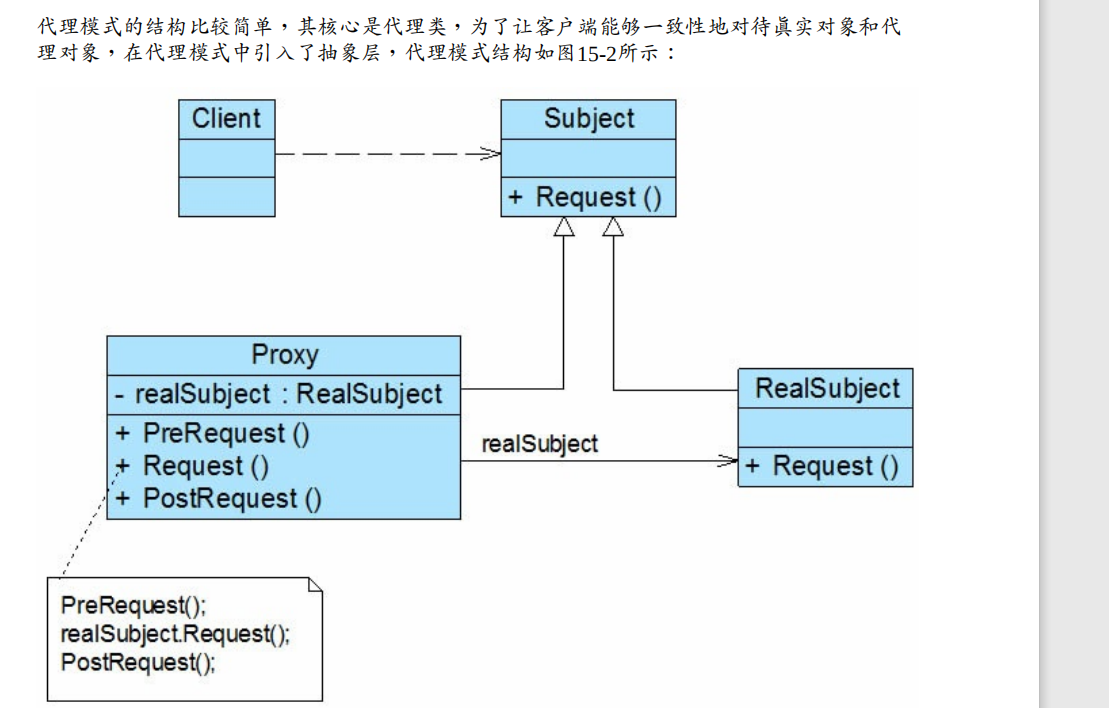 代理模式的结构比较简单，其核心是代理类，为了让客户端能够一致性地对待真实对象和代
理对象，在代理模式中引入了抽象层，代理模式结构如图15-2所示：
Client
Subject
+ Request ()
Proxy
- realSubject : RealSubject
+ PreRequest ()
+ Request ()
+ PostRequest ()
realSubject
RealSubject
+ Request ()
PreRequest();
realSubject.Request();
PostRequest();